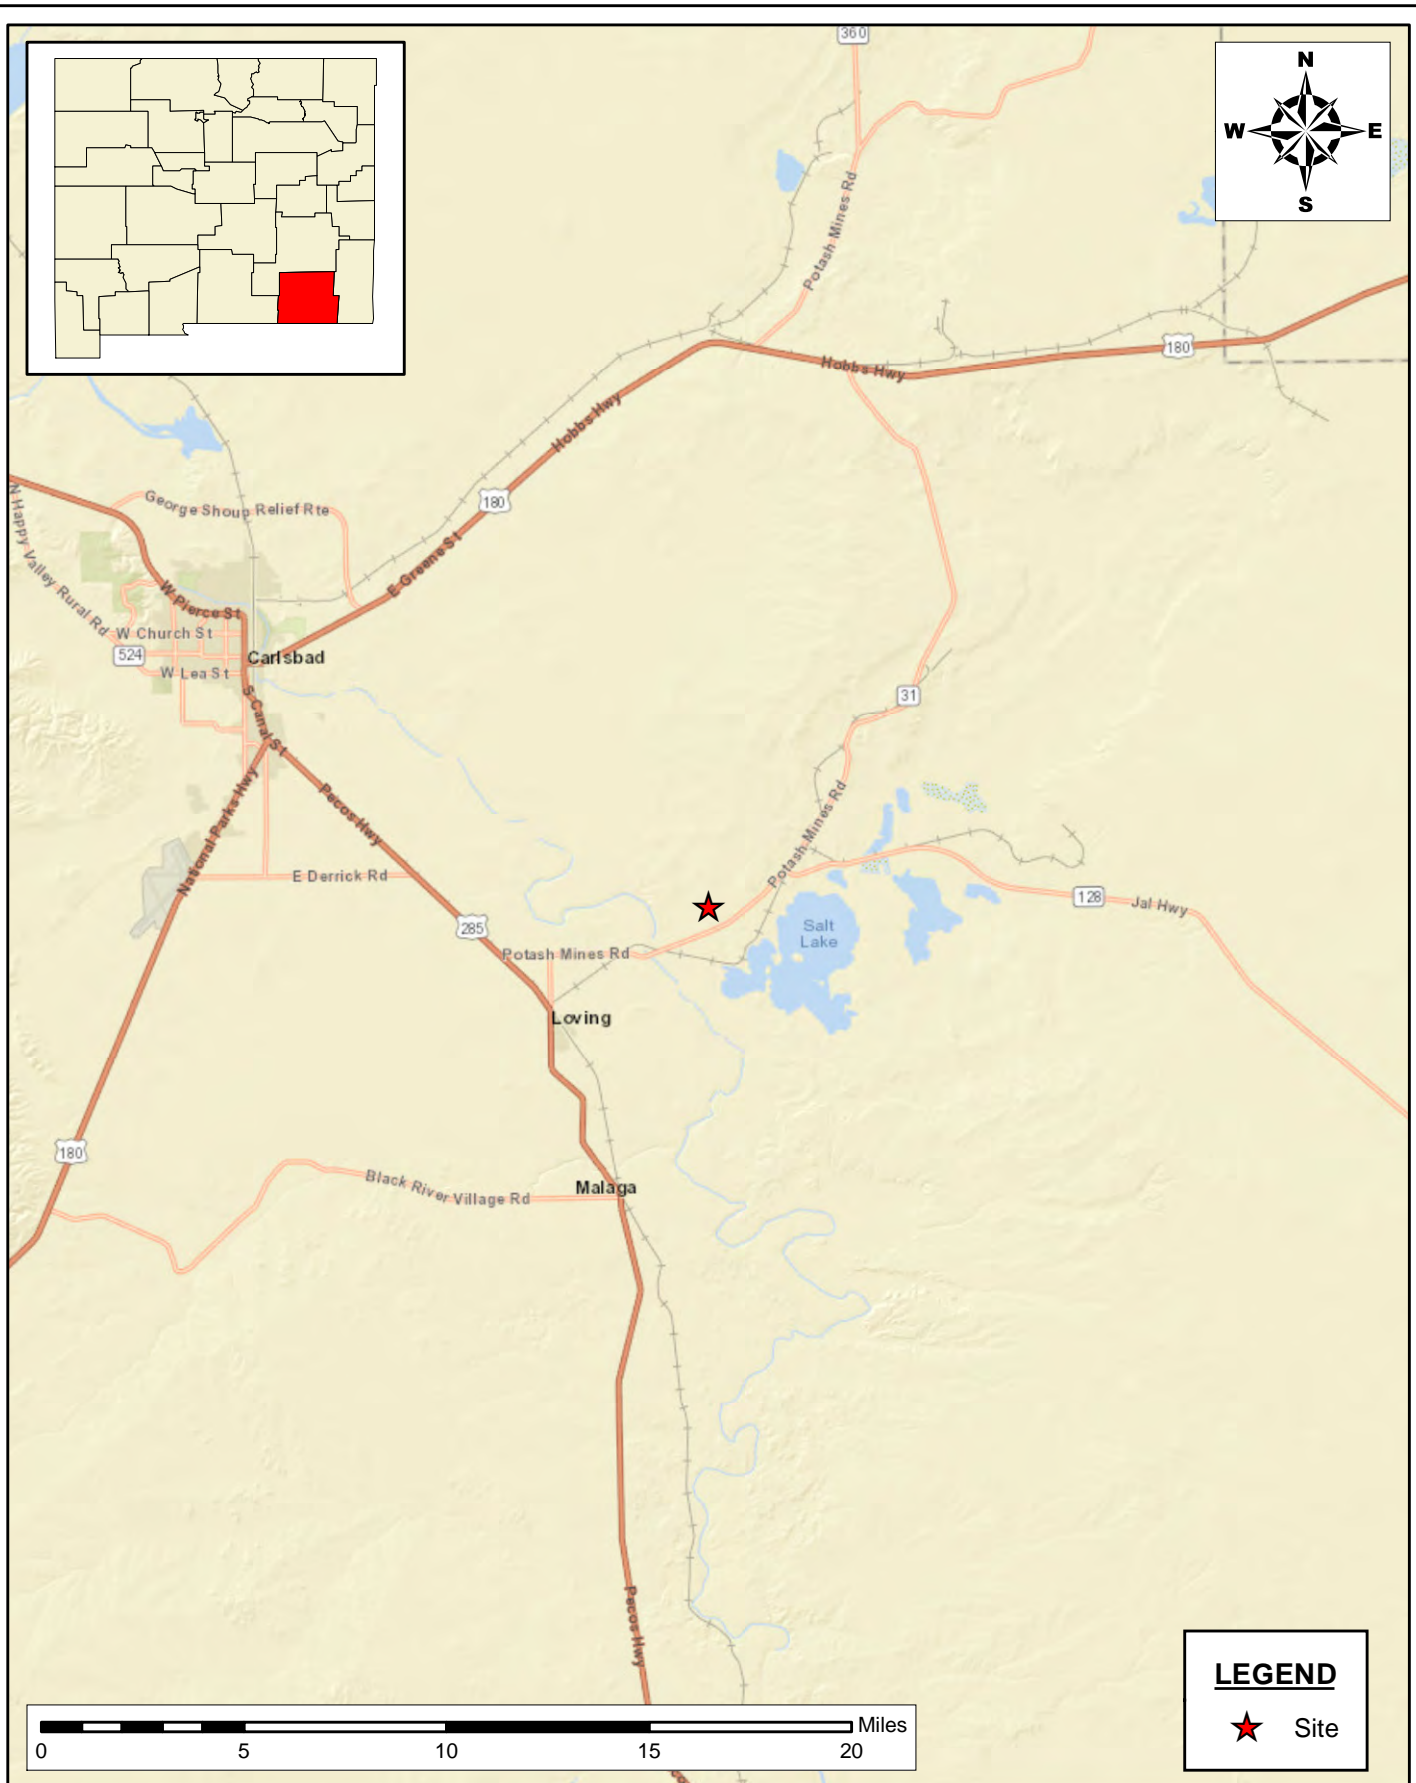 360
N
W E
S
Potash Mines Rd
180
Hobbs Hwy
Hobbs Hwy
180
George Shoup Relief Rte
N Happy Valley Rural Rd
E Greene St
W Pierce St
W Church St
524
Carlsbad
W Lea St
31
S Canal St
National Parks Hwy
Pecos Hwy
Potash Mines Rd
E Derrick Rd
128
Jal Hwy
285
Salt
Lake
Potash Mines Rd
Loving
180
Black River Village Rd
Malaga
Pecos Hwy
LEGEND
Site
Miles
0 5 10 15 20